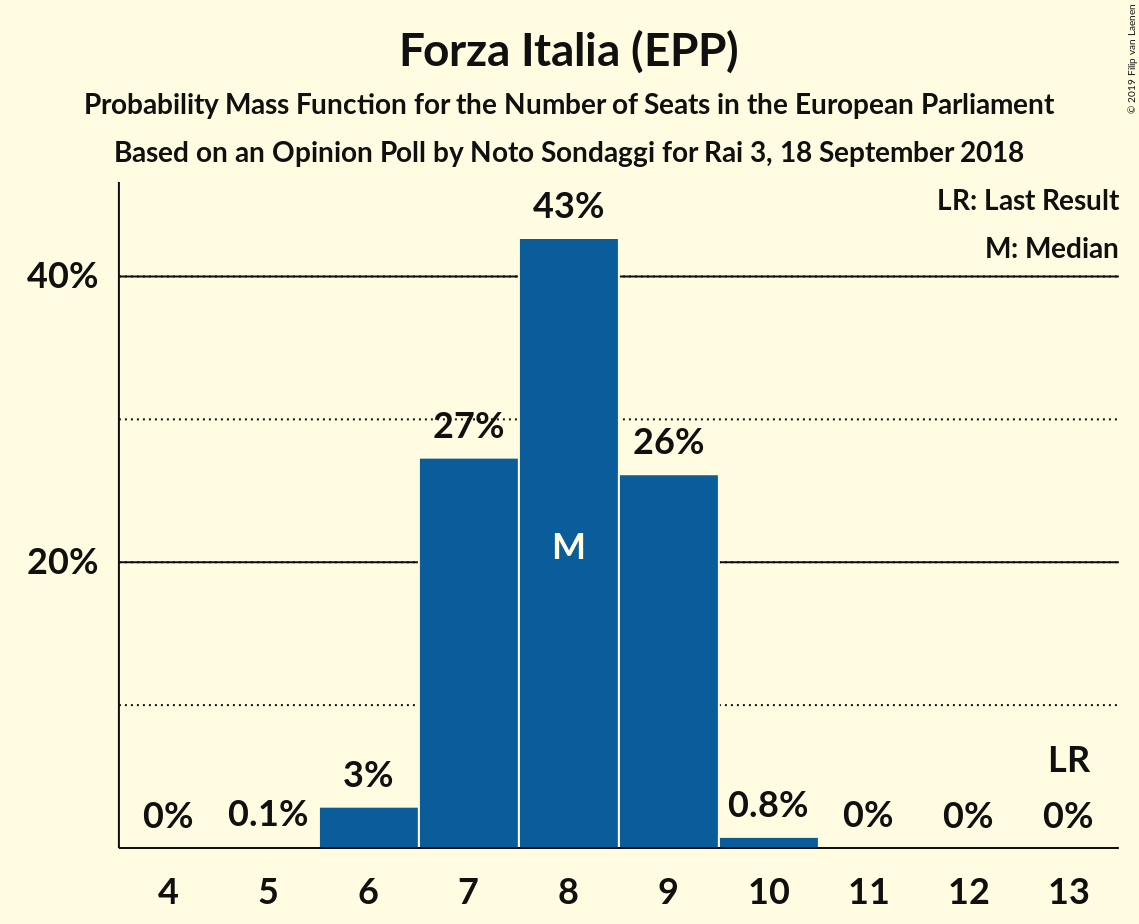 Forza Italia (EPP)
Probability Mass Function for the Number of Seats in the European Parliament
Based on an Opinion Poll by Noto Sondaggi for Rai 3, 18 September 2018
© 2019 Filip van Laenen
LR: Last Result
M: Median
40%
20%
0%
0.1%
3%
27%
43%
M
26%
0.8%
0%
0%
LR
0%
4 5 6 7 8 9 10 11 12 13